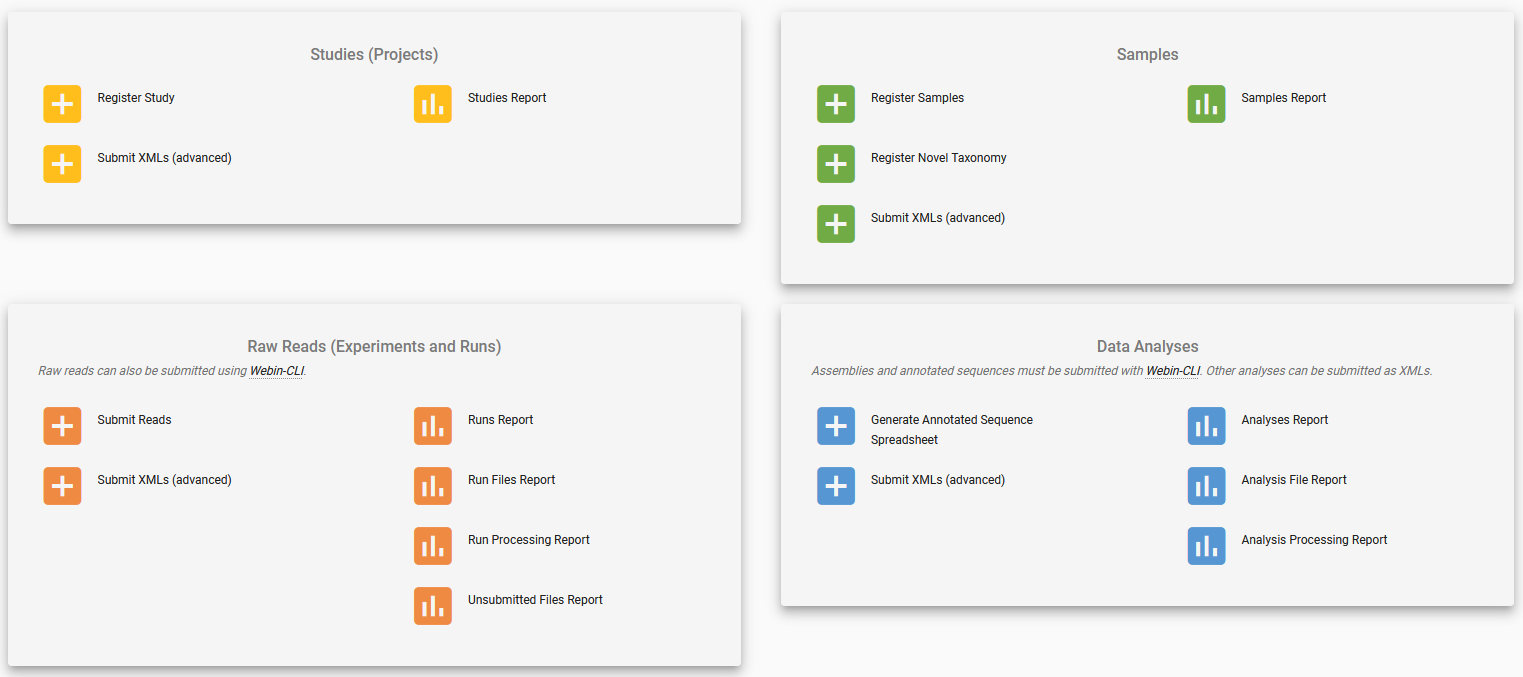 Studies (Projects)
Register Study
Studies Report
Submit XMLs (advanced)
Samples
Register Samples
Samples Report
Register Novel Taxonomy
Submit XMLs (advanced)
Raw Reads (Experiments and Runs)
Raw reads can also be submitted using Webin-CLI.
Submit Reads
Runs Report
Submit XMLs (advanced)
Run Files Report
Run Processing Report
Unsubmitted Files Report
Data Analyses
Assemblies and annotated sequences must be submitted with Webin-CLI. Other analyses can be submitted as XMLs.
Generate Annotated Sequence
Spreadsheet
Analyses Report
Submit XMLs (advanced)
Analysis File Report
Analysis Processing Report